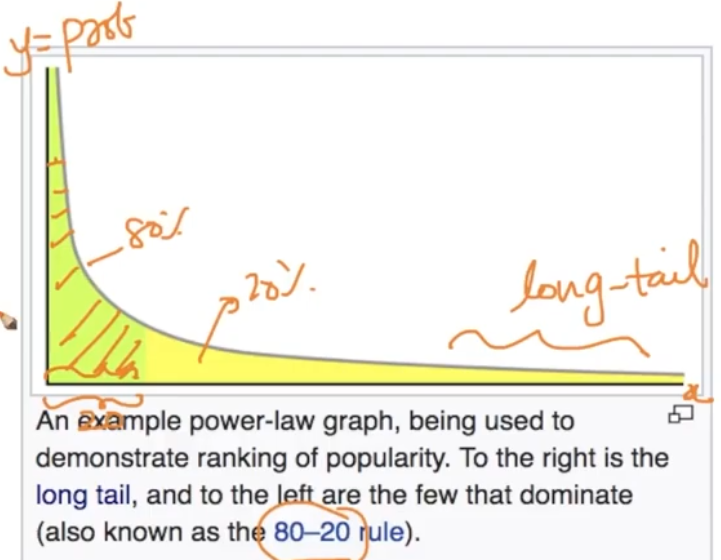 y = prob
80%
20%
long-tail
x
20
An example power-law graph, being used to
demonstrate ranking of popularity. To the right is the
long tail, and to the left are the few that dominate
(also known as the 80–20 rule).